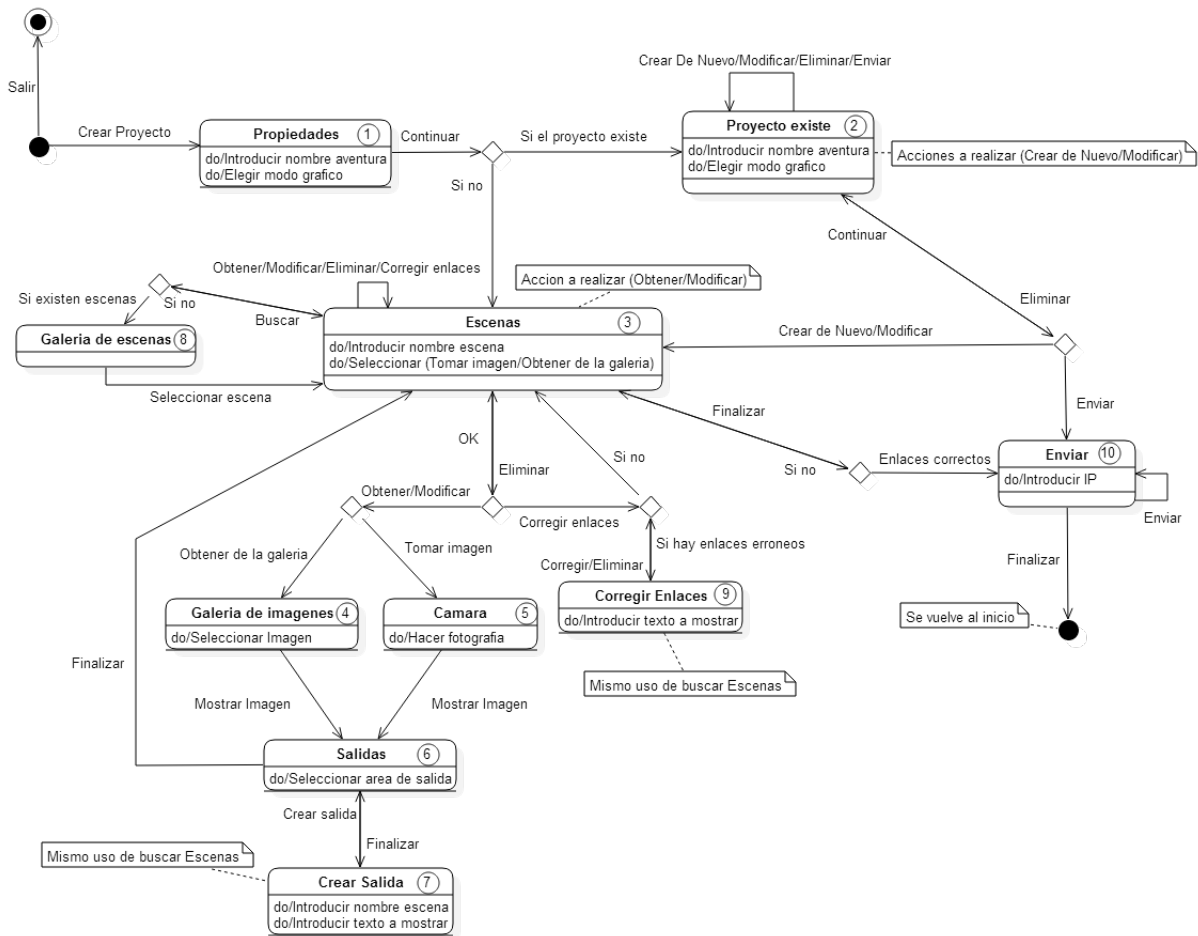 Salir
Crear Proyecto
Propiedades 1
do/Introducir nombre aventura
do/Elegir modo grafico
Continuar
Si el proyecto existe
Si no
Crear De Nuevo/Modificar/Eliminar/Enviar
Proyecto existe 2
do/Introducir nombre aventura
do/Elegir modo grafico
Acciones a realizar (Crear de Nuevo/Modificar)
Continuar
Eliminar
Crear de Nuevo/Modificar
Enviar
Obtener/Modificar/Eliminar/Corregir enlaces
Accion a realizar (Obtener/Modificar)
Si existen escenas
Si no
Buscar
Galeria de escenas 8
Seleccionar escena
Escenas 3
do/Introducir nombre escena
do/Seleccionar (Tomar imagen/Obtener de la galeria)
Finalizar
Si no
Enlaces correctos
Enviar 10
do/Introducir IP
Enviar
Finalizar
Se vuelve al inicio
OK
Eliminar
Si no
Obtener/Modificar
Corregir enlaces
Obtener de la galeria
Tomar imagen
Si hay enlaces erroneos
Corregir/Eliminar
Galeria de imagenes 4
do/Seleccionar Imagen
Camara 5
do/Hacer fotografia
Corregir Enlaces 9
do/Introducir texto a mostrar
Mismo uso de buscar Escenas
Finalizar
Mostrar Imagen
Mostrar Imagen
Salidas 6
do/Seleccionar area de salida
Crear salida
Finalizar
Mismo uso de buscar Escenas
Crear Salida 7
do/Introducir nombre escena
do/Introducir texto a mostrar